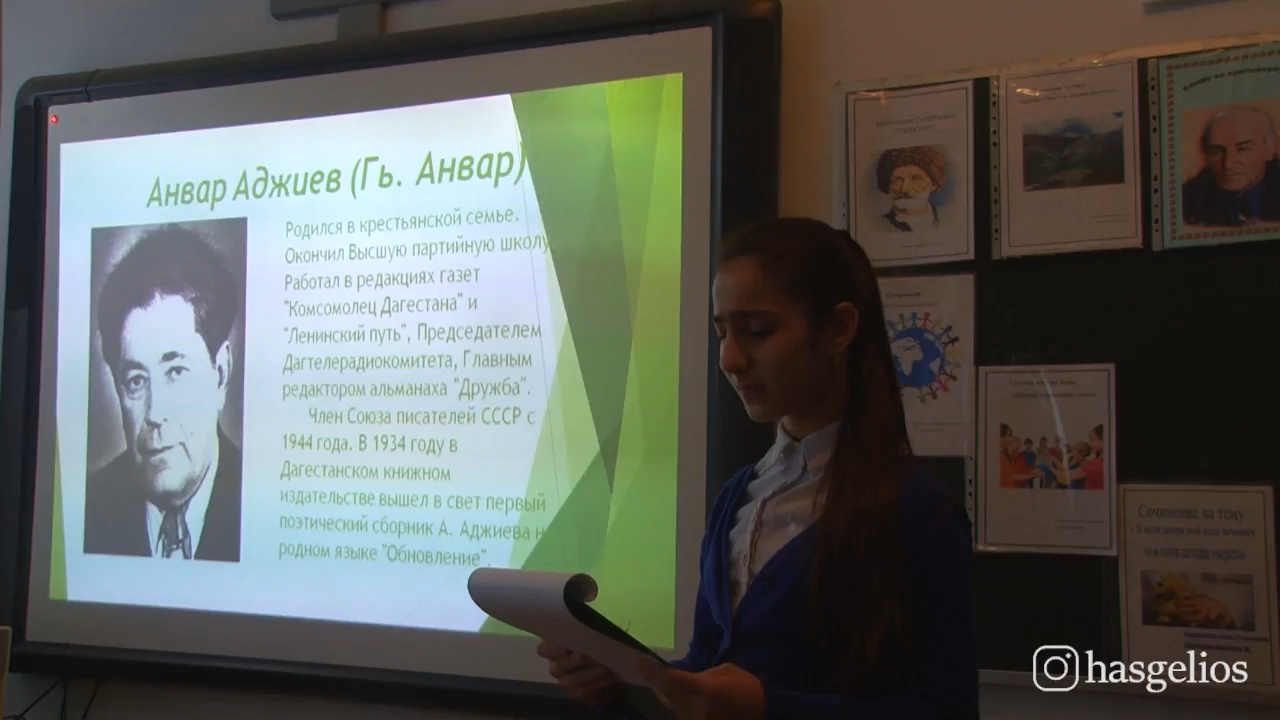 Анвар Аджиев (Гь. Анвар)
Родился в крестьянской семье.
Окончил Высшую партийную школу
Работал в редакциях газет
"Комсомолец Дагестана" и
"Ленинский путь", Председателем
Дагтелерадиокомитета, Главным
редактором альманаха "Дружба".
Член Союза писателей СССР с
1944 года. В 1934 году в
Дагестанском книжном
издательстве вышел в свет первый
поэтический сборник А. Аджиева н
родном языке "Обновление".
Сочинение на тему
hasgelios